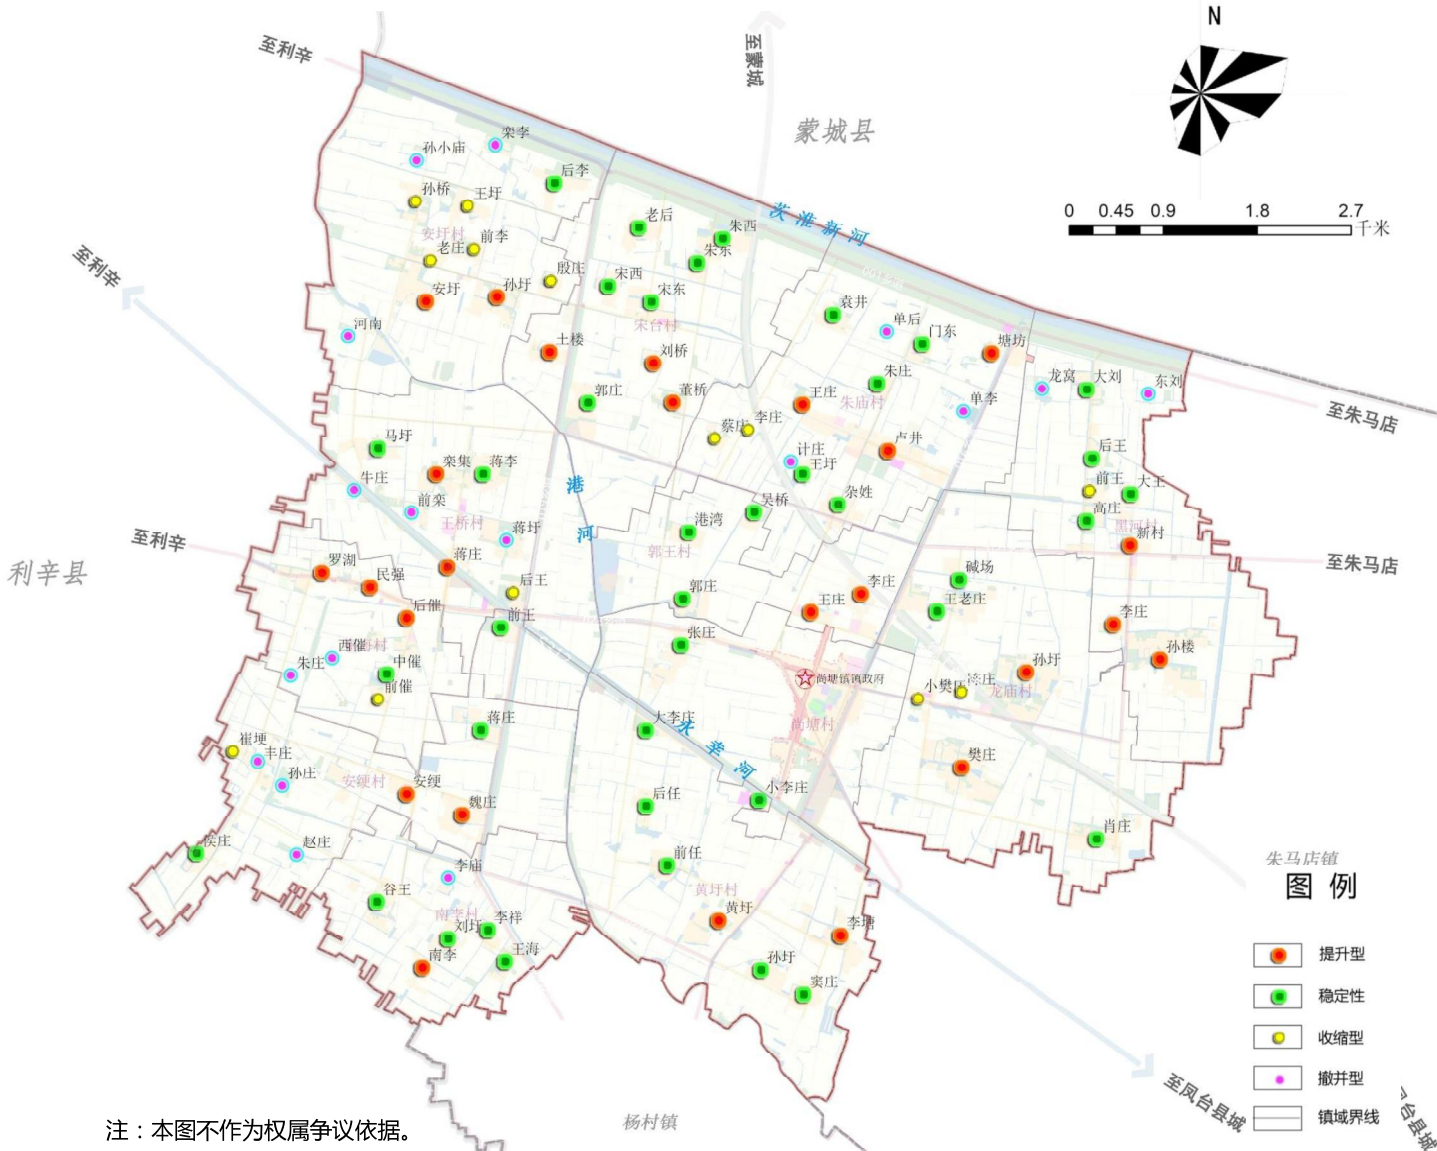 N
至利辛
至蒙城
蒙城县
栾李
孙小庙
后李
孙桥
王圩
老后
朱西
茨淮新河
0 0.45 0.9 1.8 2.7
千米
安圩村
前李
老庄
朱东
至利辛
殷庄
宋西
宋东
安圩
孙圩
袁井
单后
门东
河南
宋台村
土楼
刘桥
塘坊
朱庄
龙窝
大刘
东刘
郭庄
董桥
王庄
朱庙村
单李
至朱马店
蔡庄
李庄
马圩
卢井
后王
栾集
蒋李
计庄
王圩
前王
大王
牛庄
港河
前栾
王桥村
吴桥
杂姓
高庄
黑河村
港湾
新村
至利辛
蒋圩
郭王村
至朱马店
利辛县
罗湖
蒋庄
碱场
民强
后王
郭庄
李庄
王老庄
后催
前王
王庄
李庄
张庄
西催
朱庄
中催
孙圩
孙楼
尚塘镇镇政府
前催
小樊庄
龙庙村
蒋庄
大李庄
尚塘村
永幸河
崔埂
丰庄
樊庄
孙庄
安绠村
安绠
后任
小李庄
魏庄
肖庄
侯庄
赵庄
李庙
前任
朱马店镇
谷王
黄圩村
图 例
南李村
刘圩
李祥
黄圩
李塘
南李
王海
孙圩
窦庄
提升型
稳定性
收缩型
撤并型
镇域界线
至凤台县城
台县城
杨村镇
注：本图不作为权属争议依据。